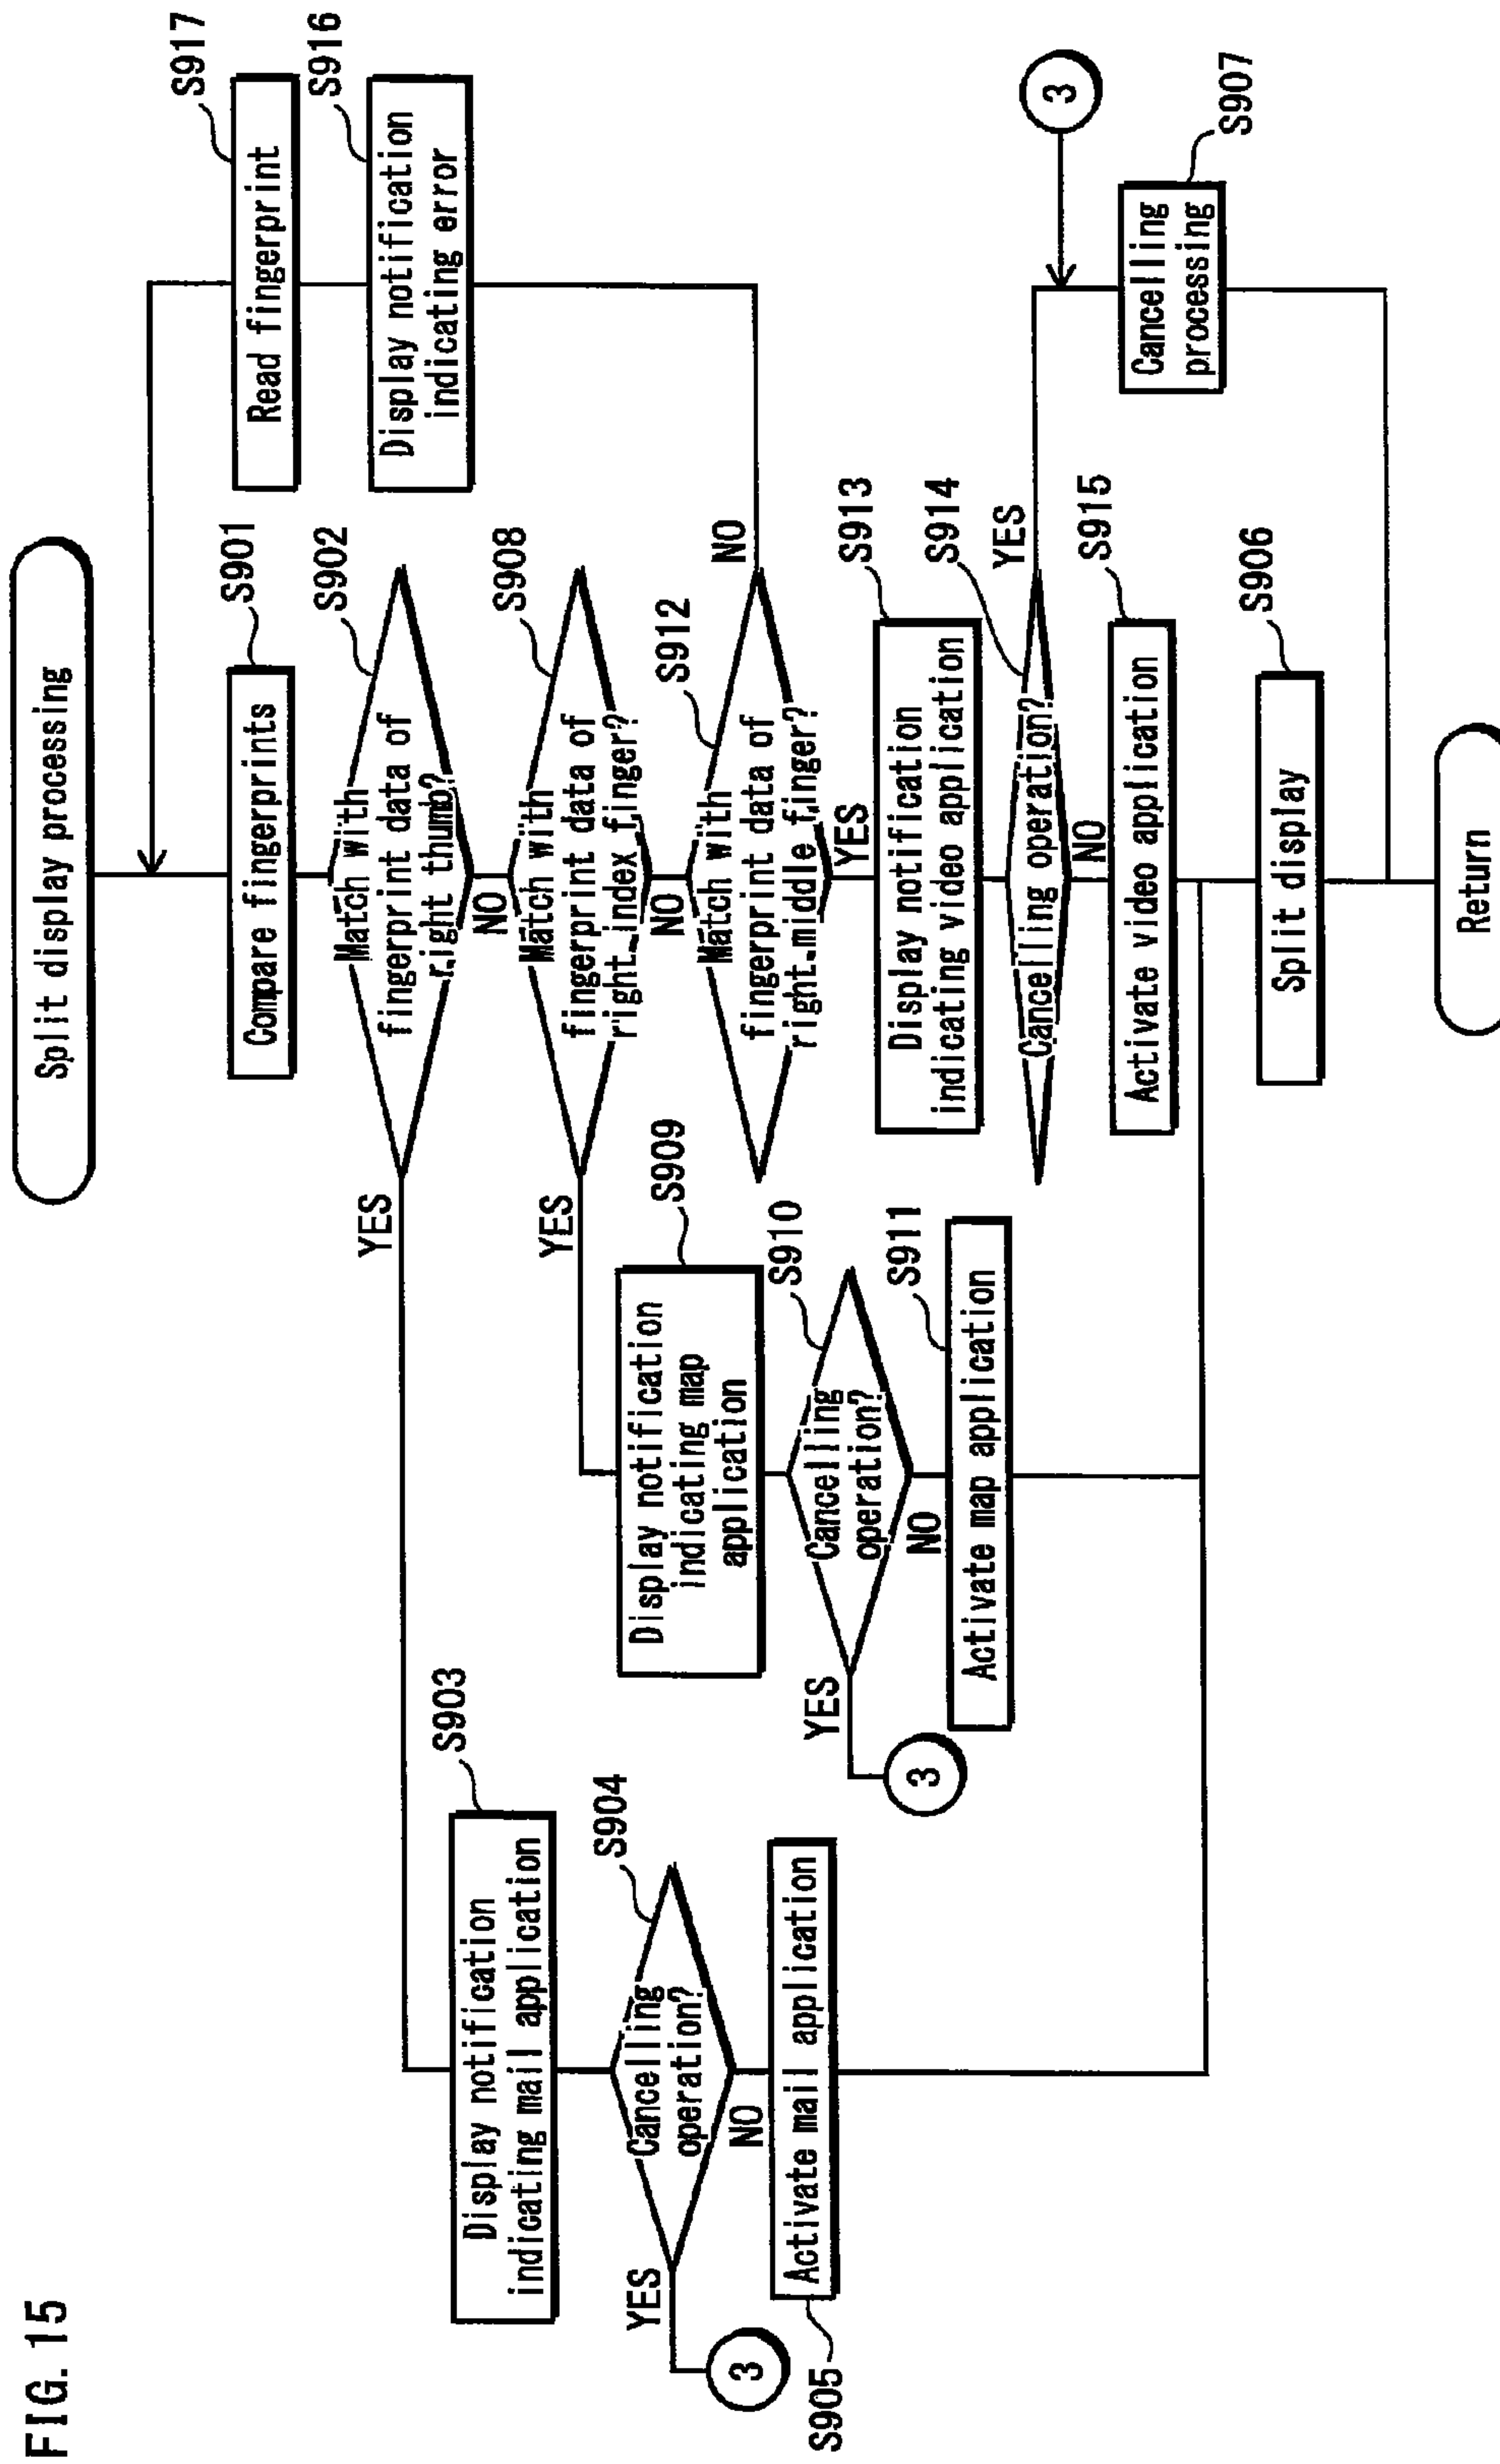 FIG. 15
Split display processing
S917
Read fingerprint
S916
Display notification
indicating error
S901
Compare fingerprints
S902
Match with
fingerprint data of
right thumb?
YES
NO
S903
Display notification
indicating mail application
S904
Cancelling
operation?
YES
3
NO
S905
Activate mail application
S908
Match with
fingerprint data of
right index finger?
YES
NO
S909
Display notification
indicating map
application
S910
Cancelling
operation?
YES
3
NO
S911
Activate map application
S912
Match with
fingerprint data of
right middle finger?
NO
YES
S913
Display notification
indicating video application
S914
Cancelling operation?
YES
NO
3
S907
Cancelling
processing
S915
Activate video application
S906
Split display
Return